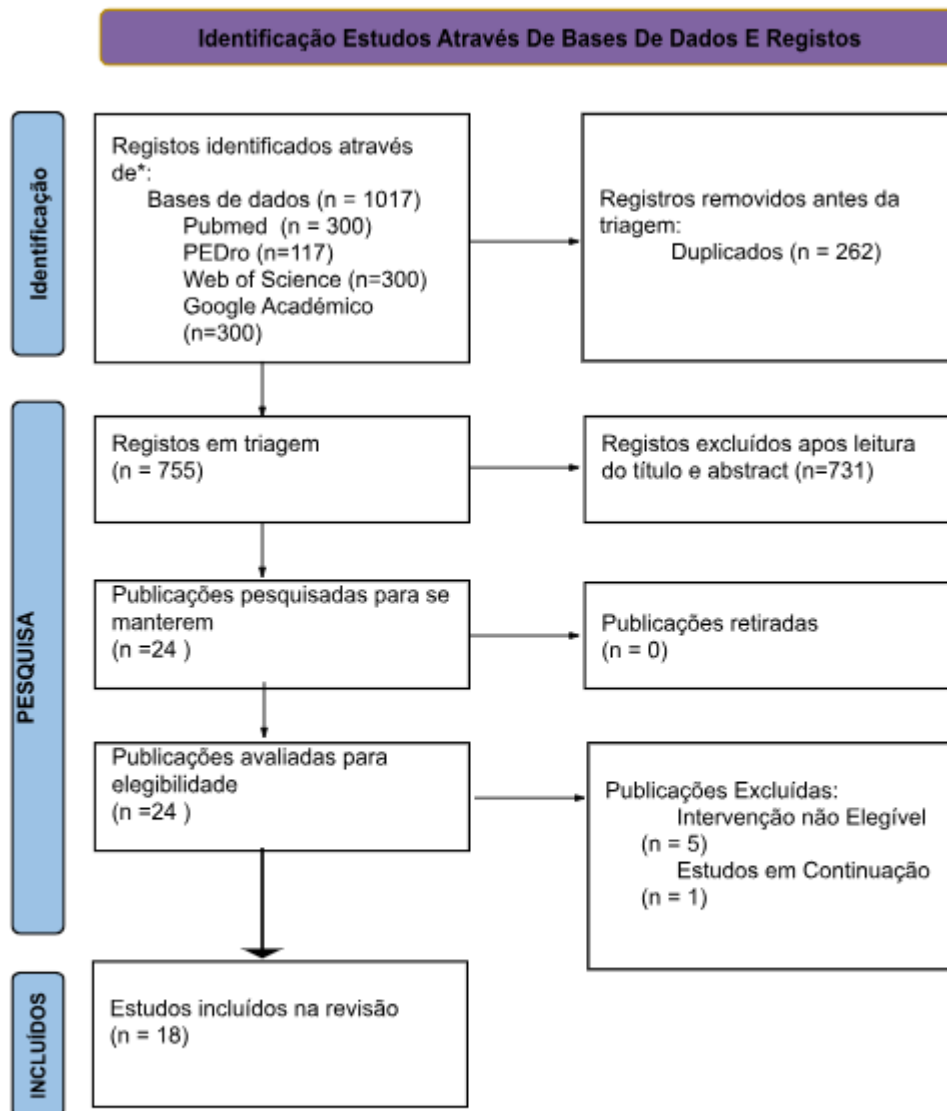 Identificação Estudos Através De Bases De Dados E Registos
Identificação
Registos identificados através
de*:
Bases de dados (n = 1017)
Pubmed (n = 300)
PEDro (n=117)
Web of Science (n=300)
Google Académico
(n=300)
Registros removidos antes da
triagem:
Duplicados (n = 262)
PESQUISA
Registos em triagem
(n = 755)
Registos excluídos apos leitura
do título e abstract (n=731)
Publicações pesquisadas para se
manterem
(n =24 )
Publicações retiradas
(n = 0)
Publicações avaliadas para
elegibilidade
(n =24 )
Publicações Excluídas:
Intervenção não Elegível
(n = 5)
Estudos em Continuação
(n = 1)
INCLUÍDOS
Estudos incluídos na revisão
(n = 18)